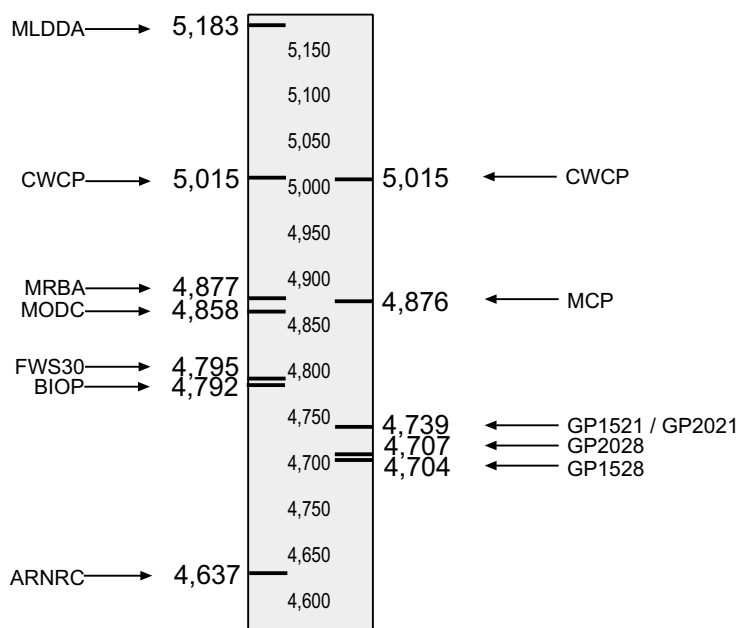 MLDDA 5,183
5,150
5,100
5,050
CWCP 5,015 5,015 CWCP
5,000
4,950
4,900
MRBA 4,877
4,876 MCP
MODC 4,858
4,850
FWS30 4,795
4,800
BIOP 4,792
4,750
4,739 GP1521 / GP2021
4,707 GP2028
4,700
4,704 GP1528
4,750
4,650
ARNRC 4,637
4,600